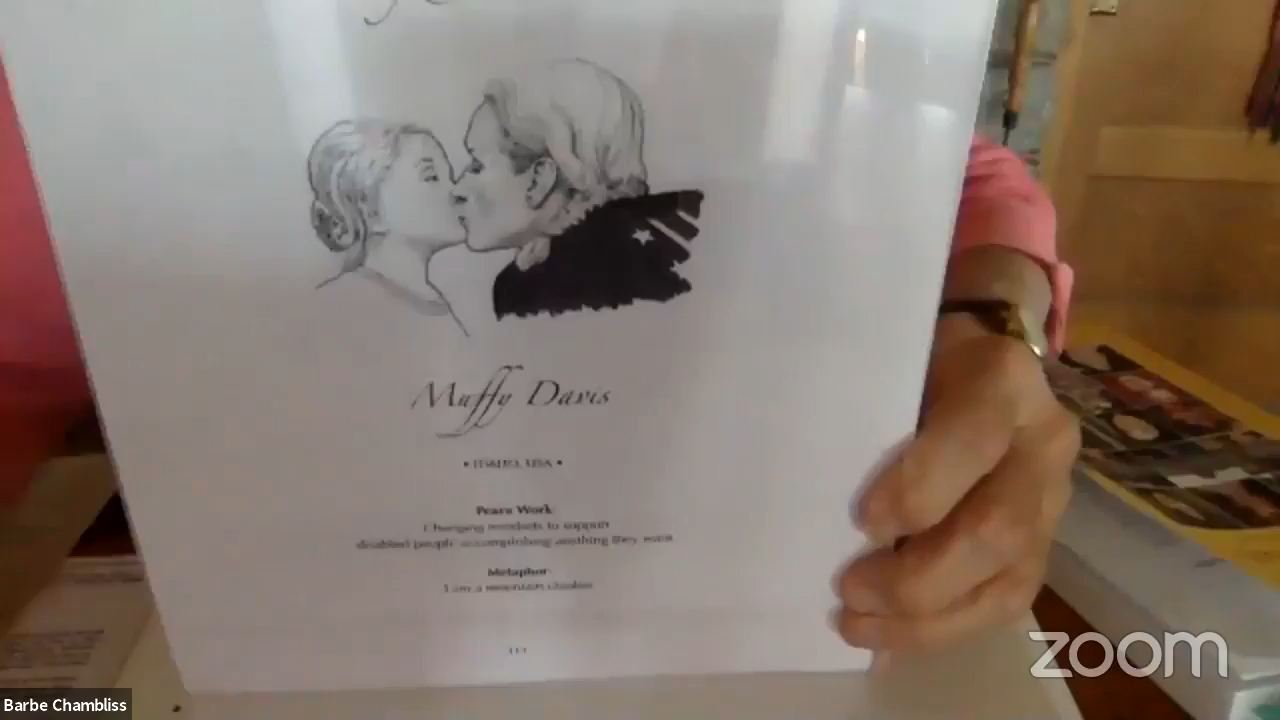 Muffy Davis
• IDAHO, USA •
Peace Work:
Changing mindsets to support
disabled people accomplishing anything they want
Metaphor:
I am a mountain climber
zoom
Barbe Chambliss